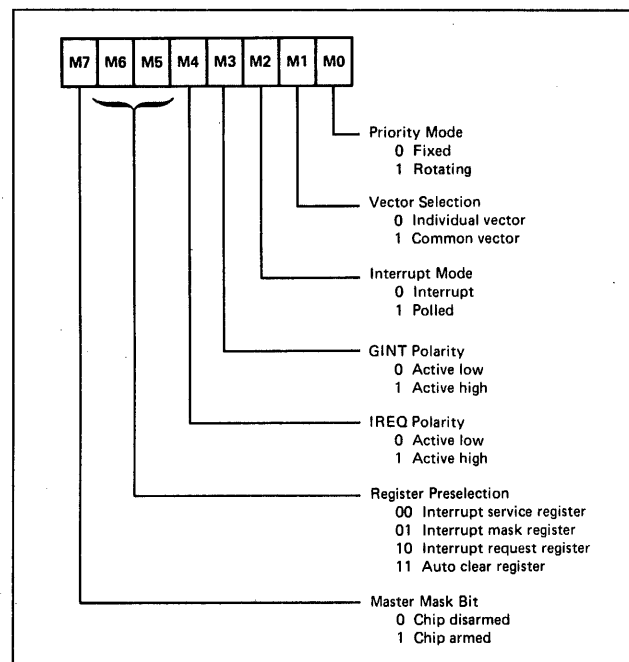 M7 M6 M5 M4 M3 M2 M1 M0
Priority Mode
0 Fixed
1 Rotating
Vector Selection
0 Individual vector
1 Common vector
Interrupt Mode
0 Interrupt
1 Polled
GINT Polarity
0 Active low
1 Active high
IREQ Polarity
0 Active low
1 Active high
Register Preselection
00 Interrupt service register
01 Interrupt mask register
10 Interrupt request register
11 Auto clear register
Master Mask Bit
0 Chip disarmed
1 Chip armed